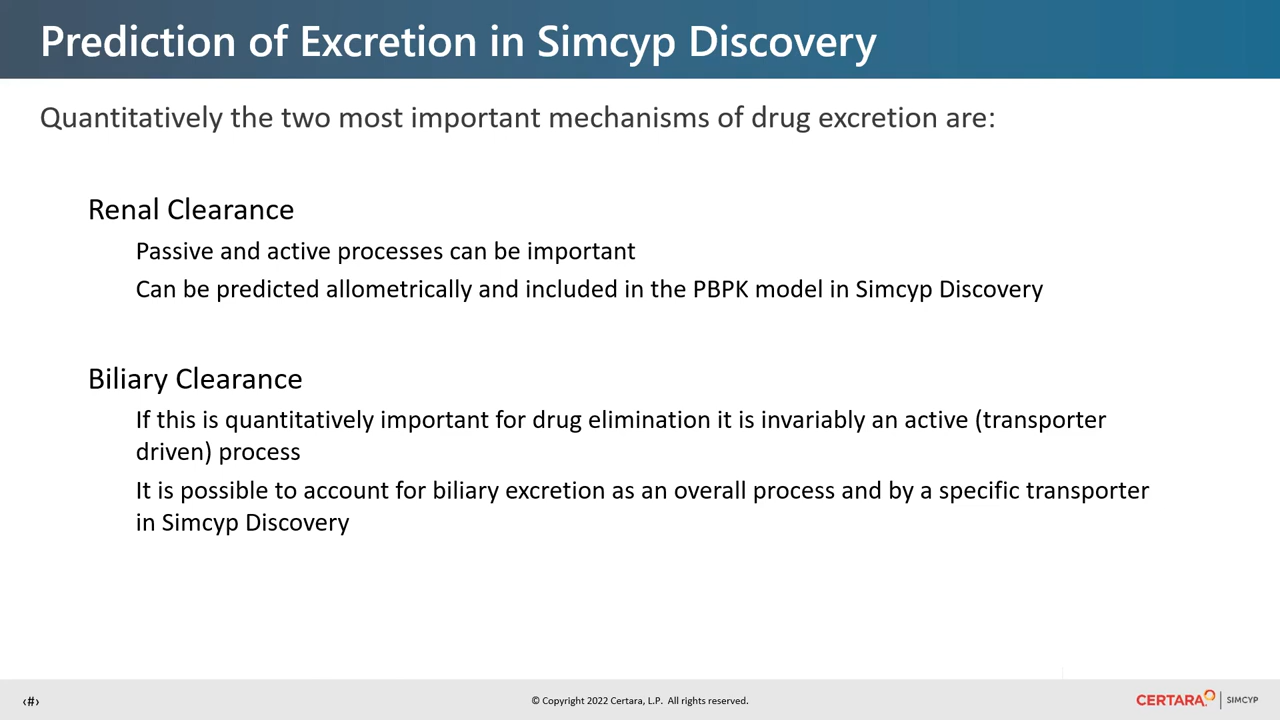 Prediction of Excretion in Simcyp Discovery
Quantitatively the two most important mechanisms of drug excretion are:
Renal Clearance
Passive and active processes can be important
Can be predicted allometrically and included in the PBPK model in Simcyp Discovery
Biliary Clearance
If this is quantitatively important for drug elimination it is invariably an active (transporter
driven) process
It is possible to account for biliary excretion as an overall process and by a specific transporter
in Simcyp Discovery
‹#›
© Copyright 2022 Certara, L.P. All rights reserved.
CERTARA | SIMCYP